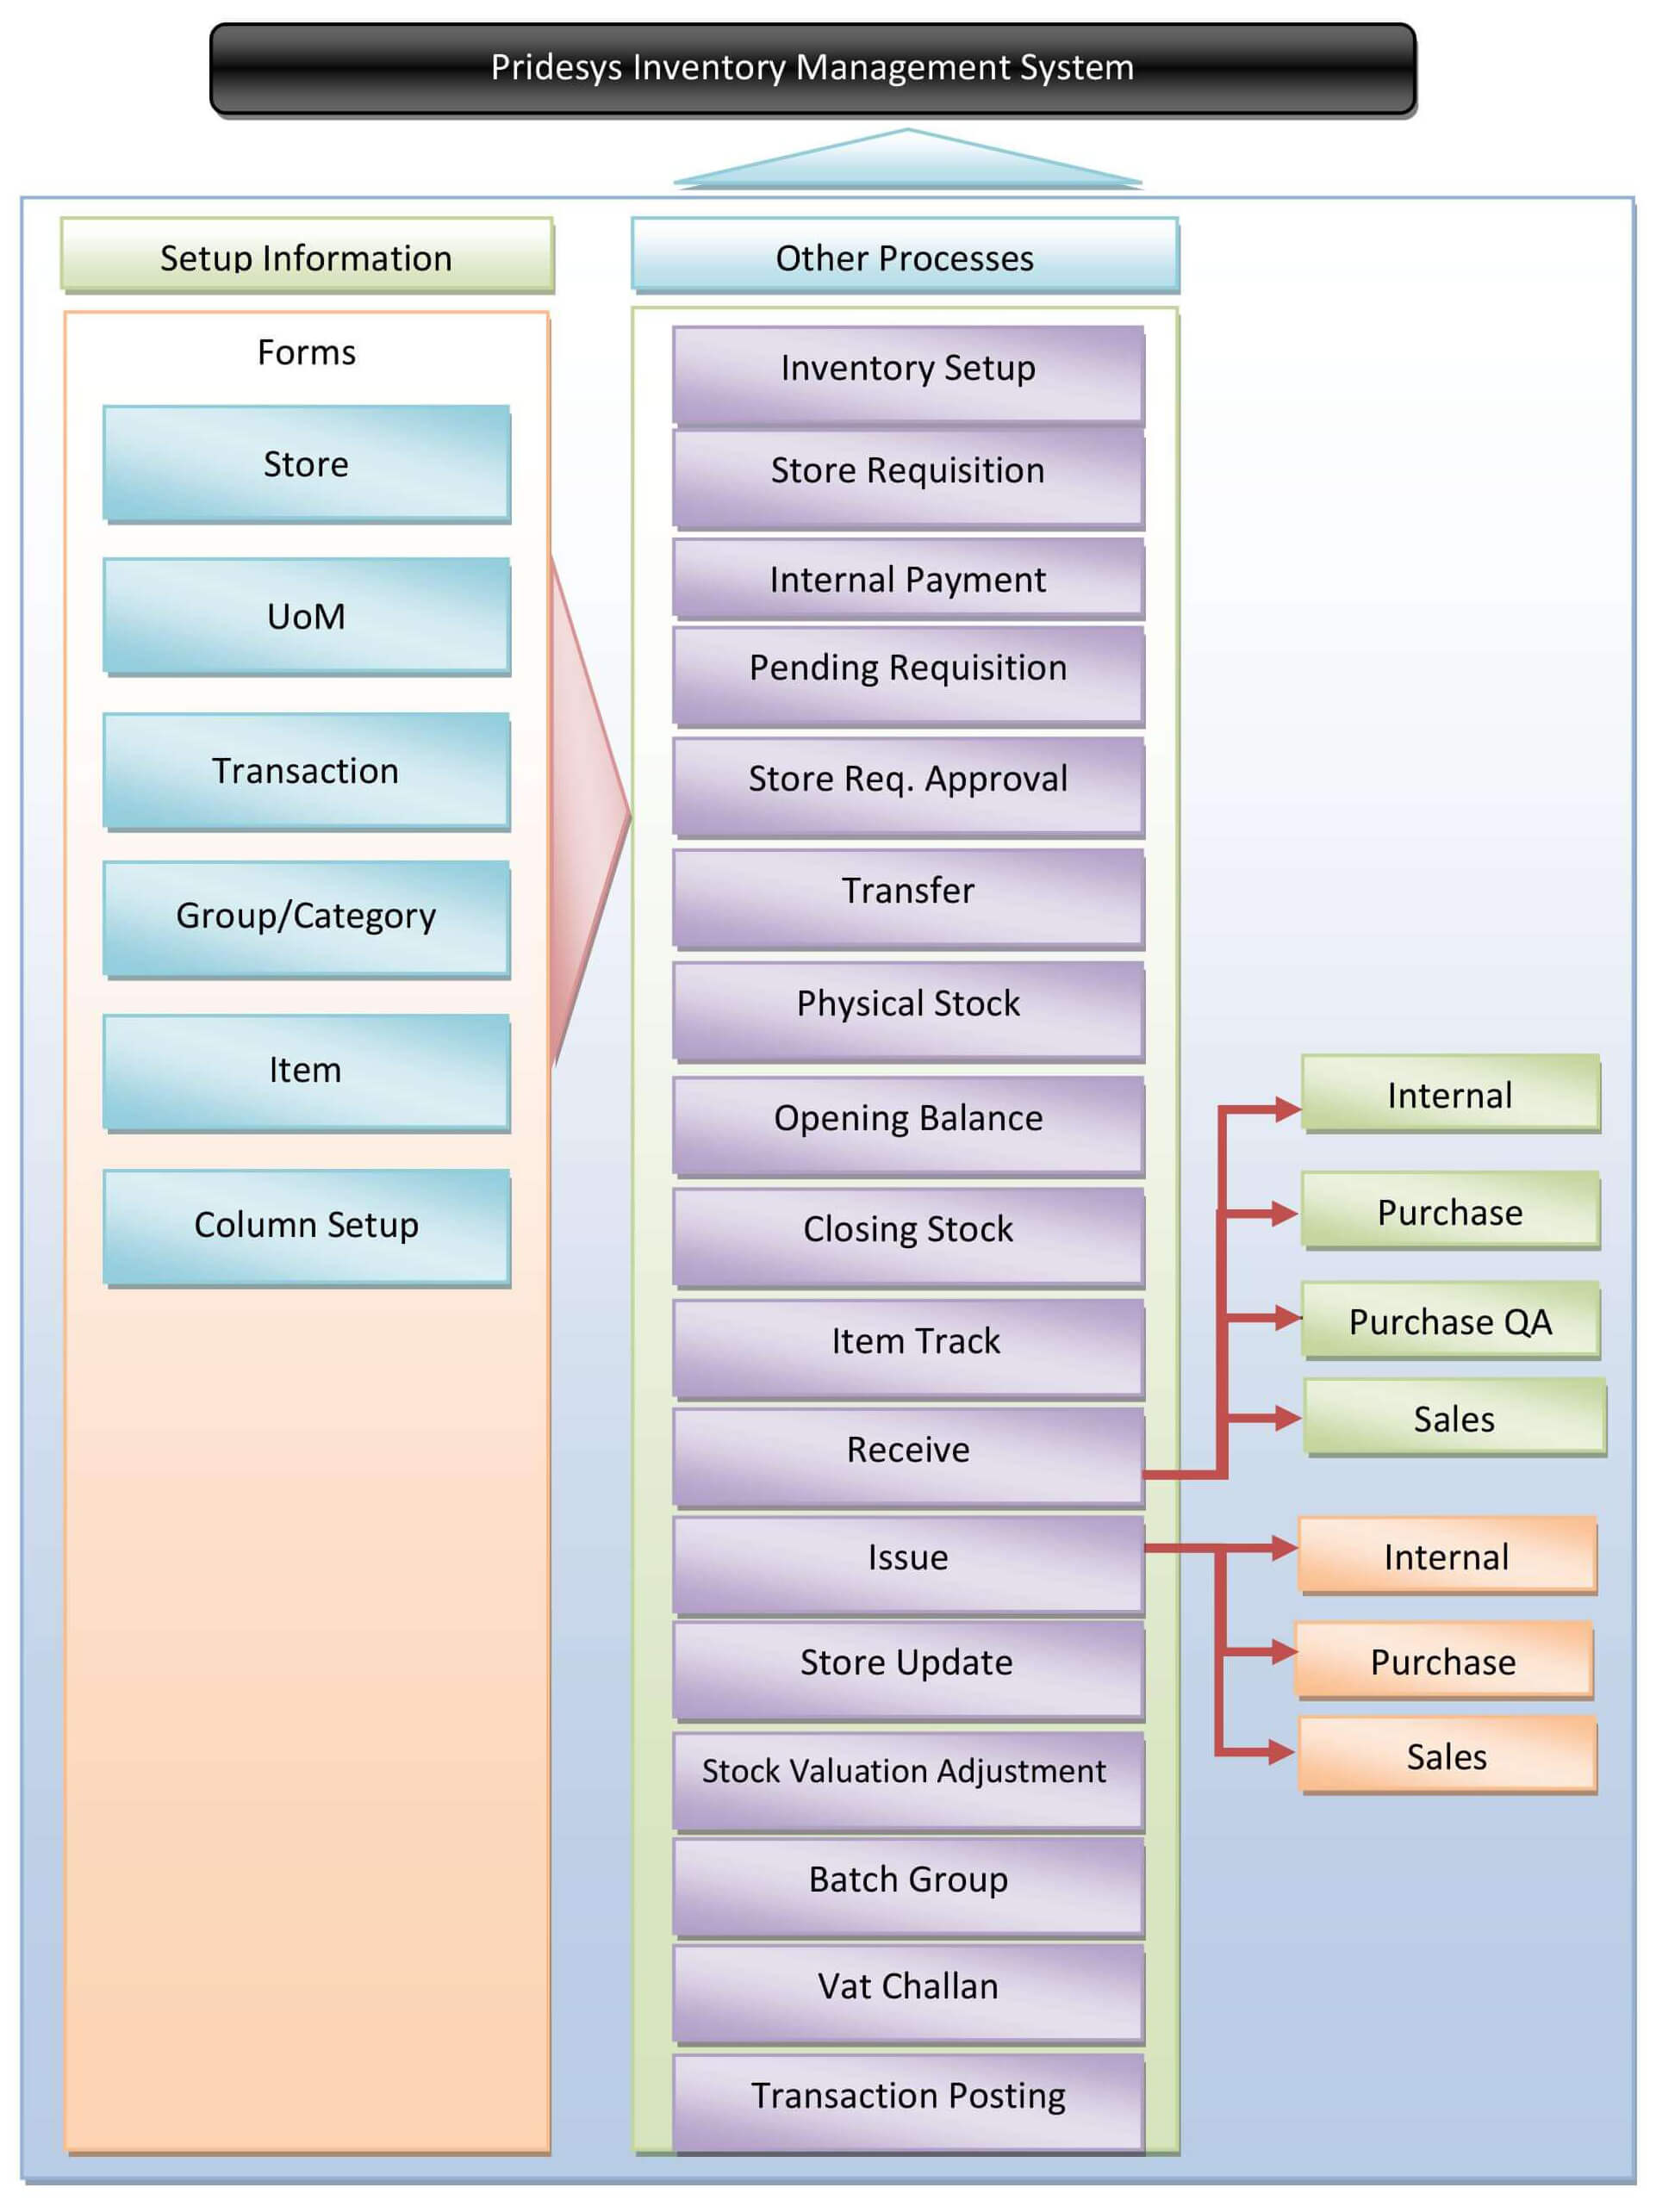 Pridesys Inventory Management System
Setup Information
Forms
Store
UoM
Transaction
Group/Category
Item
Column Setup
Other Processes
Inventory Setup
Store Requisition
Internal Payment
Pending Requisition
Store Req. Approval
Transfer
Physical Stock
Opening Balance
Closing Stock
Item Track
Receive
Issue
Store Update
Stock Valuation Adjustment
Batch Group
Vat Challan
Transaction Posting
Internal
Purchase
Purchase QA
Sales
Internal
Purchase
Sales